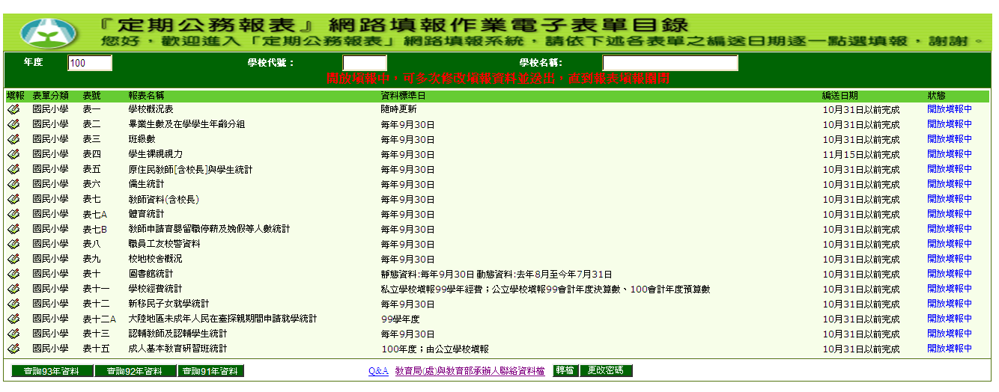 『定期公務報表』 網路填報作業電子表單目錄
您好，歡迎進入「定期公務報表」網路填報系統，請依下述各表單之編送日期逐一點選填報，謝謝。
年度 100 學校代號： 學校名稱：
開放填報中，可多次修改填報資料並送出，直到報表填報關閉
填報 表單分類 表號 報表名稱 資料標準日 編送日期 狀態
國民小學 表一 學校概況表 隨時更新 10月31日以前完成 開放填報中
國民小學 表二 畢業生數及在學學生年齡分組 每年9月30日 10月31日以前完成 開放填報中
國民小學 表三 班級數 每年9月30日 10月31日以前完成 開放填報中
國民小學 表四 學生裸視視力 每年9月30日 11月15日以前完成 開放填報中
國民小學 表五 原住民教師[含校長]與學生統計 每年9月30日 10月31日以前完成 開放填報中
國民小學 表六 僑生統計 每年9月30日 10月31日以前完成 開放填報中
國民小學 表七 教師資料(含校長) 每年9月30日 10月31日以前完成 開放填報中
國民小學 表七A 體育統計 每年9月30日 10月31日以前完成 開放填報中
國民小學 表七B 教師申請育嬰留職停薪及娩假等人數統計 每年9月30日 10月31日以前完成 開放填報中
國民小學 表八 職員工友校警資料 每年9月30日 10月31日以前完成 開放填報中
國民小學 表九 校地校舍概況 每年9月30日 10月31日以前完成 開放填報中
國民小學 表十 圖書館統計 靜態資料:每年9月30日 動態資料:去年8月至今年7月31日 10月31日以前完成 開放填報中
國民小學 表十一 學校經費統計 私立學校填報99學年經費；公立學校填報99會計年度決算數、100會計年度預算數 10月31日以前完成 開放填報中
國民小學 表十二 新移民子女就學統計 每年9月30日 10月31日以前完成 開放填報中
國民小學 表十二A 大陸地區未成年人民在臺探親期間申請就學統計 99學年度 10月31日以前完成 開放填報中
國民小學 表十三 認輔教師及認輔學生統計 每年9月30日 10月31日以前完成 開放填報中
國民小學 表十五 成人基本教育研習班統計 100年度；由公立學校填報 10月31日以前完成 開放填報中
查詢93年資料 查詢92年資料 查詢91年資料 Q&A 教育局(處)與教育部承辦人聯絡資料檔 轉檔 更改密碼